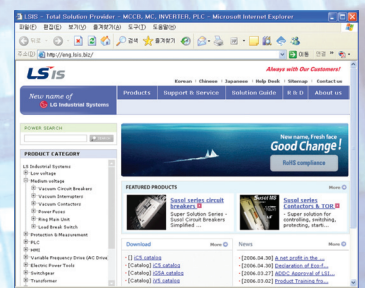 LSIS - Total Solution Provider - MCCB, MC, INVERTER, PLC - Microsoft Internet Explorer
파일(F) 편집(E) 보기(V) 즐겨찾기(A) 도구(T) 도움말(H)
뒤로 검색 즐겨찾기
주소(D) http://eng.lsis.biz/ 이동 연결
LSis
Always with Our Customers!
Korean | Chinese | Japanese | Help Desk | Sitemap | Contact us
New name of
LG Industrial Systems
Products Support & Service Solution Guide R & D About us
POWER SEARCH
PRODUCT CATEGORY
LS Industrial Systems
Low voltage
Medium voltage
Vacuum Circuit Breakers
Vacuum Interrupters
Vacuum Contactors
Power Fuses
Ring Main Unit
Load Break Switch
Protection & Measurement
PLC
HMI
Variable Frequency Drive (AC Drive
Electric Power Tools
Switchgear
Transformer
New name, Fresh face
Good Change!
RoHS compliance
FEATURED PRODUCTS More
Susol series circuit breakers
Super Solution Series - Susol Circuit Breakers Simplified ...
Susol series Contactors & TOR
- Super solution for controlling, switching, protecting, starti...
Download More
- [] iC5 catalog
- [Catalog] iC5 catalog
- [Catalog] iG5A catalog
- [Catalog] iV5 catalog
News More
- [2006.04.30] A net profit in the ...
- [2006.04.30] Declaration of Eco-f...
- [2006.03.27] ADDC Approval of LSI...
- [2006.03.02] Product Training fro...